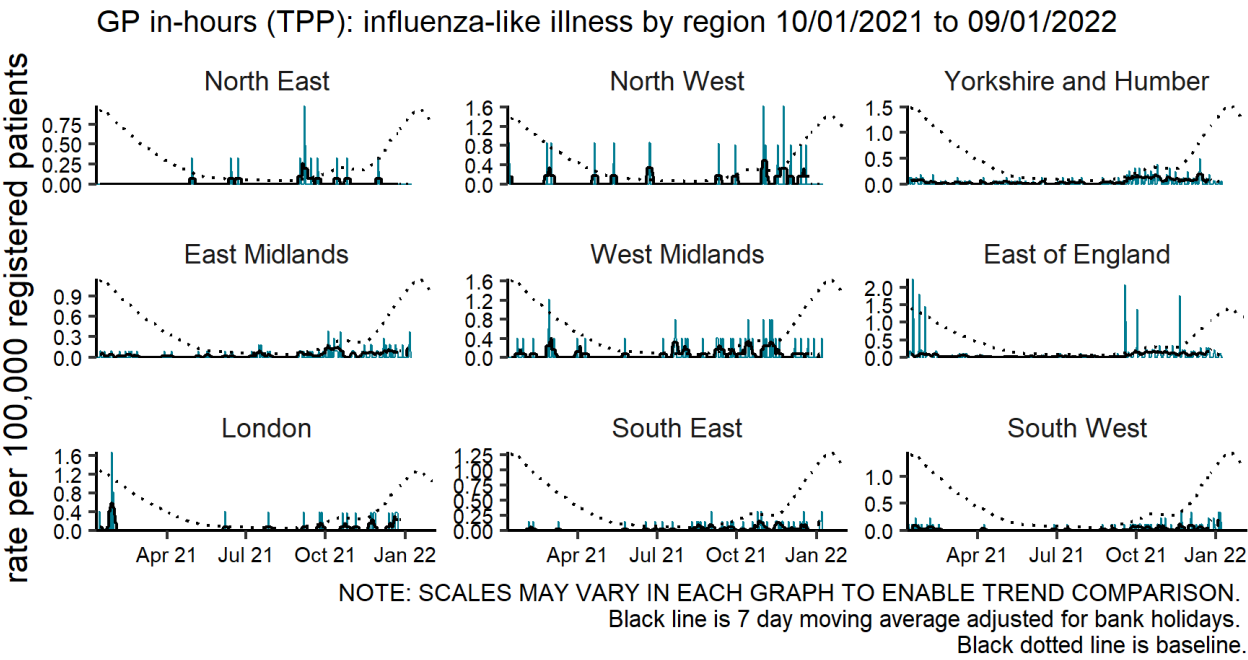 GP in-hours (TPP): influenza-like illness by region 10/01/2021 to 09/01/2022
rate per 100,000 registered patients
North East
0.75
0.50
0.25
0.00
North West
1.6
1.2
0.8
0.4
0.0
Yorkshire and Humber
1.5
1.0
0.5
0.0
East Midlands
0.9
0.6
0.3
0.0
West Midlands
1.6
1.2
0.8
0.4
0.0
East of England
2.0
1.5
1.0
0.5
0.0
London
1.6
1.2
0.8
0.4
0.0
South East
1.25
1.00
0.75
0.50
0.25
0.00
South West
1.0
0.5
0.0
Apr 21 Jul 21 Oct 21 Jan 22
Apr 21 Jul 21 Oct 21 Jan 22
Apr 21 Jul 21 Oct 21 Jan 22
NOTE: SCALES MAY VARY IN EACH GRAPH TO ENABLE TREND COMPARISON.
Black line is 7 day moving average adjusted for bank holidays.
Black dotted line is baseline.